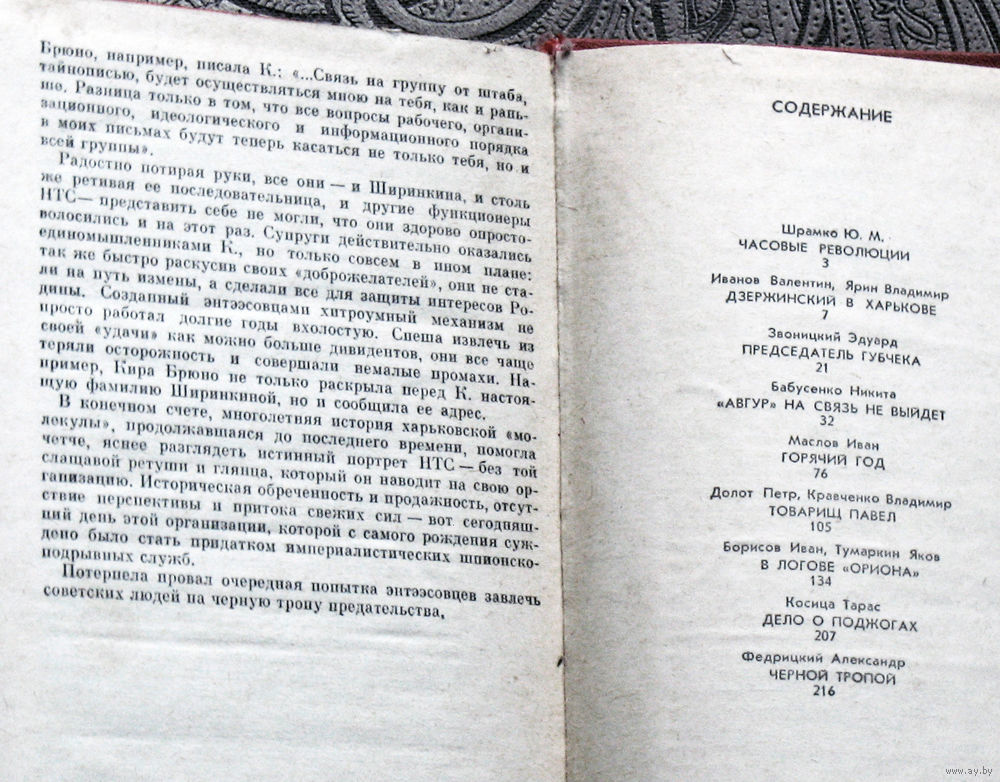 Брюно, например, писала К.: «...Связь на группу от штаба,
тайнописью, будет осуществляться мною на тебя, как и рань-
ше. Разница только в том, что все вопросы рабочего, органи-
зационного, идеологического и информационного порядка
в моих письмах будут теперь касаться не только тебя, но и
всей группы».
Радостно потирая руки, все они — и Ширинкина, и столь
же ретивая ее последовательница, и другие функционеры
НТС — представить себе не могли, что они здорово опросто-
волосились и на этот раз. Супруги действительно оказались
единомышленниками К., но только совсем в ином плане:
так же быстро раскусив своих «доброжелателей», они не ста-
ли на путь измены, а сделали все для защиты интересов Ро-
дины. Созданный энтээсовцами хитроумный механизм не
просто работал долгие годы вхолостую. Спеша извлечь из
своей «удачи» как можно больше дивидентов, они все чаще
теряли осторожность и совершали немалые промахи. На-
пример, Кира Брюно не только раскрыла перед К. настоя-
щую фамилию Ширинкиной, но и сообщила ее адрес.
В конечном счете, многолетняя история харьковской «мо-
лекулы», продолжавшаяся до последнего времени, помогла
четче, яснее разглядеть истинный портрет НТС — без той
слащавой ретуши и глянца, который он наводит на свою ор-
ганизацию. Историческая обреченность и продажность, отсут-
ствие перспективы и притока свежих сил — вот сегодняш-
ний день этой организации, которой с самого рождения суж-
дено было стать придатком империалистических шпионско-
подрывных служб.
Потерпела провал очередная попытка энтээсовцев завлечь
советских людей на черную тропу предательства,
СОДЕРЖАНИЕ
Шрамко Ю. М.
ЧАСОВЫЕ РЕВОЛЮЦИИ
3
Иванов Валентин, Ярин Владимир
ДЗЕРЖИНСКИЙ В ХАРЬКОВЕ
7
Звоницкий Эдуард
ПРЕДСЕДАТЕЛЬ ГУБЧЕКА
21
Бабусенко Никита
«АВГУР» НА СВЯЗЬ НЕ ВЫЙДЕТ
32
Маслов Иван
ГОРЯЧИЙ ГОД
76
Долот Петр, Кравченко Владимир
ТОВАРИЩ ПАВЕЛ
105
Борисов Иван, Тумаркин Яков
В ЛОГОВЕ «ОРИОНА»
134
Косица Тарас
ДЕЛО О ПОДЖОГАХ
207
Федрицкий Александр
ЧЕРНОЙ ТРОПОЙ
216
www.ay.by